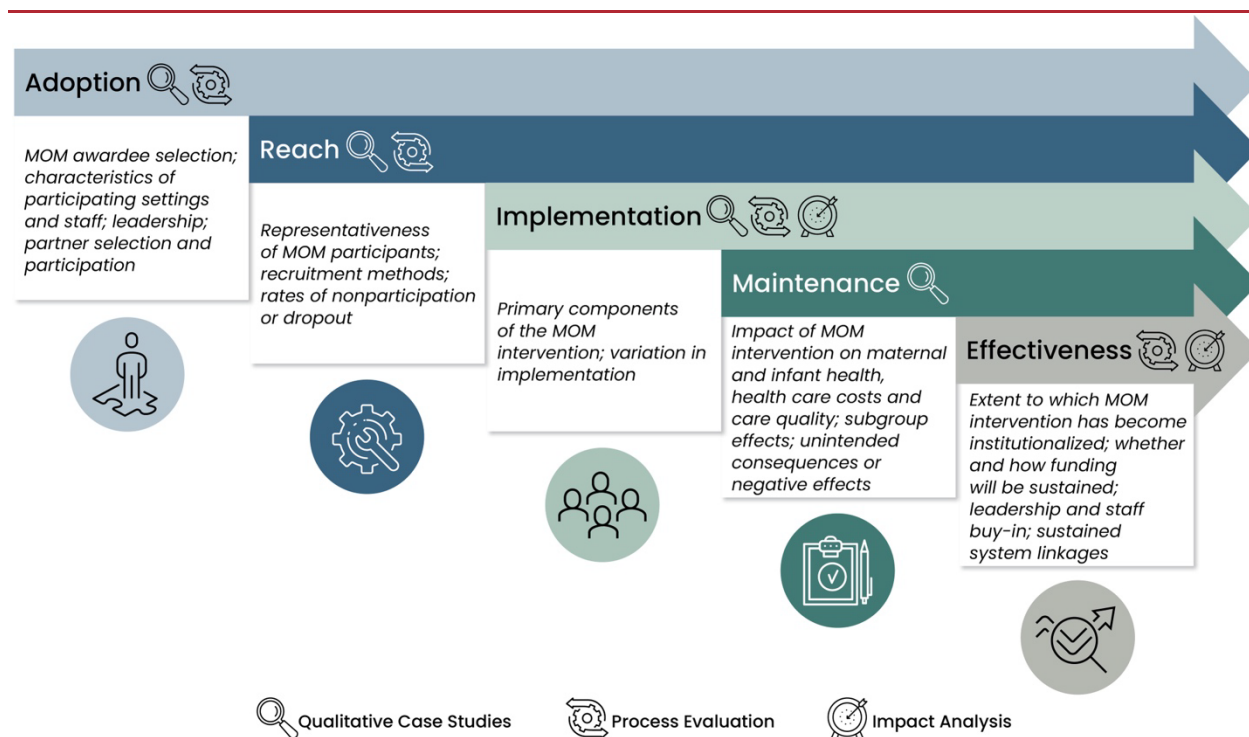 Adoption
MOM awardee selection;
characteristics of
participating settings
and staff; leadership;
partner selection and
participation
Reach
Representativeness
of MOM participants;
recruitment methods;
rates of nonparticipation
or dropout
Implementation
Primary components
of the MOM
intervention; variation in
implementation
Maintenance
Impact of MOM
intervention on maternal
and infant health,
health care costs and
care quality; subgroup
effects; unintended
consequences or
negative effects
Effectiveness
Extent to which MOM
intervention has become
institutionalized; whether
and how funding
will be sustained;
leadership and staff
buy-in; sustained
system linkages
Qualitative Case Studies
Process Evaluation
Impact Analysis